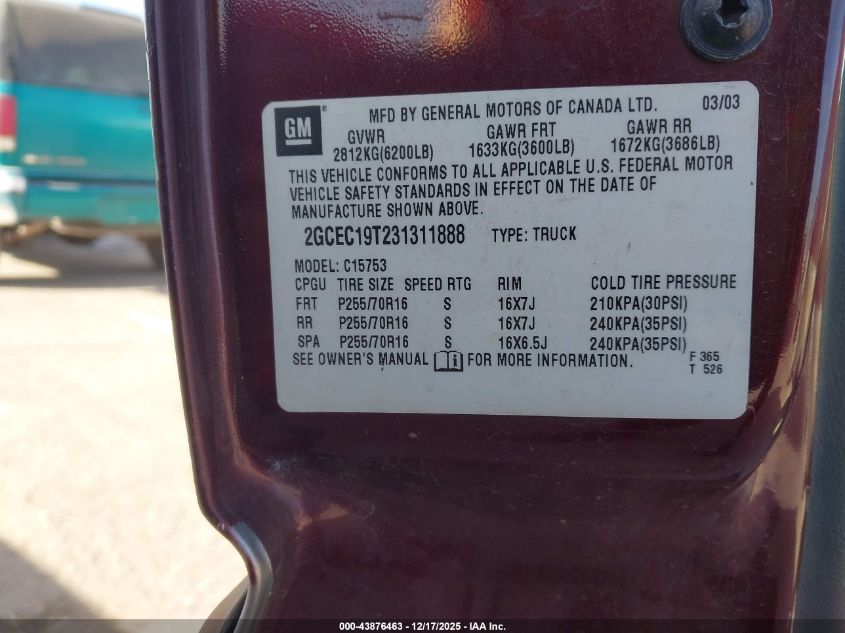 GM
MFD BY GENERAL MOTORS OF CANADA LTD. 03/03
GVWR GAWR FRT GAWR RR
2812KG(6200LB) 1633KG(3600LB) 1672KG(3686LB)
THIS VEHICLE CONFORMS TO ALL APPLICABLE U.S. FEDERAL MOTOR
VEHICLE SAFETY STANDARDS IN EFFECT ON THE DATE OF
MANUFACTURE SHOWN ABOVE.
2GCEC19T231311888 TYPE: TRUCK
MODEL: C15753
CPGU TIRE SIZE SPEED RTG RIM COLD TIRE PRESSURE
FRT P255/70R16 S 16X7J 210KPA(30PSI)
RR P255/70R16 S 16X7J 240KPA(35PSI)
SPA P255/70R16 S 16X6.5J 240KPA(35PSI)
SEE OWNER'S MANUAL FOR MORE INFORMATION.
F 365
T 526
000-43876463 - 12/17/2025 - IAA Inc.